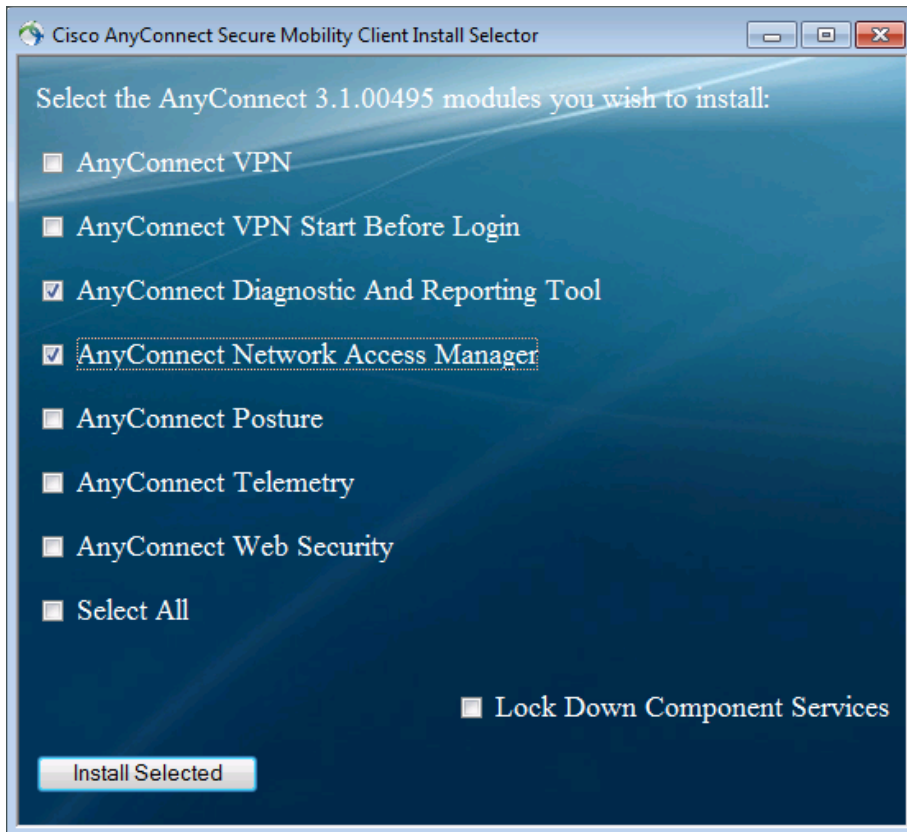 Cisco AnyConnect Secure Mobility Client Install Selector
Select the AnyConnect 3.1.00495 modules you wish to install:
AnyConnect VPN
AnyConnect VPN Start Before Login
AnyConnect Diagnostic And Reporting Tool
AnyConnect Network Access Manager
AnyConnect Posture
AnyConnect Telemetry
AnyConnect Web Security
Select All
Lock Down Component Services
Install Selected